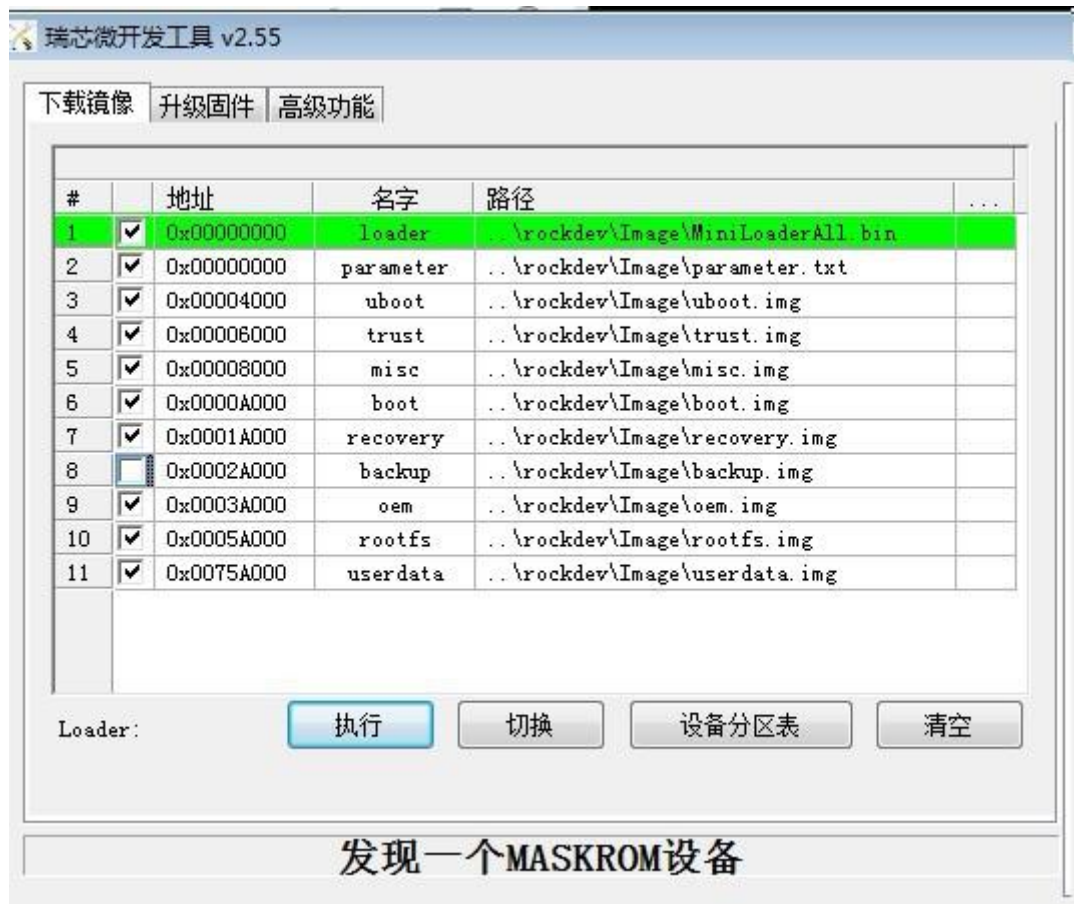 瑞芯微开发工具 v2.55
下载镜像 升级固件 高级功能
# 地址 名字 路径 ...
1 0x00000000 loader ..\rockdev\Image\MiniLoaderAll.bin
2 0x00000000 parameter ..\rockdev\Image\parameter.txt
3 0x00004000 uboot ..\rockdev\Image\uboot.img
4 0x00006000 trust ..\rockdev\Image\trust.img
5 0x00008000 misc ..\rockdev\Image\misc.img
6 0x0000A000 boot ..\rockdev\Image\boot.img
7 0x0001A000 recovery ..\rockdev\Image\recovery.img
8 0x0002A000 backup ..\rockdev\Image\backup.img
9 0x0003A000 oem ..\rockdev\Image\oem.img
10 0x0005A000 rootfs ..\rockdev\Image\rootfs.img
11 0x0075A000 userdata ..\rockdev\Image\userdata.img
Loader: 执行 切换 设备分区表 清空
发现一个MASKROM设备